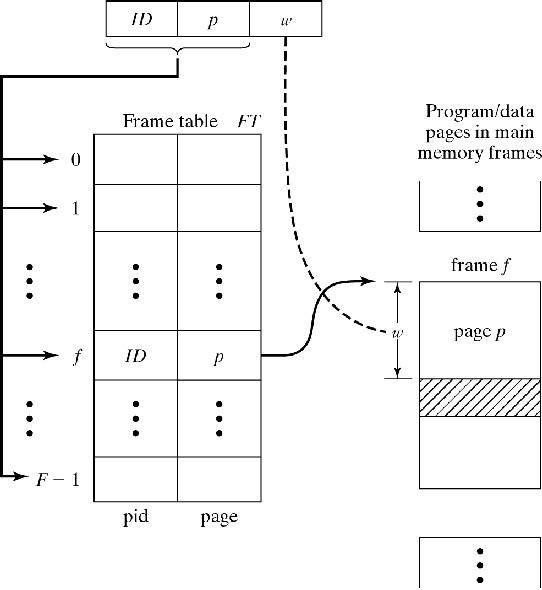 ID p w
Frame table FT
Program/data
pages in main
memory frames
0
1
frame f
w
page p
f ID p
F − 1
pid page